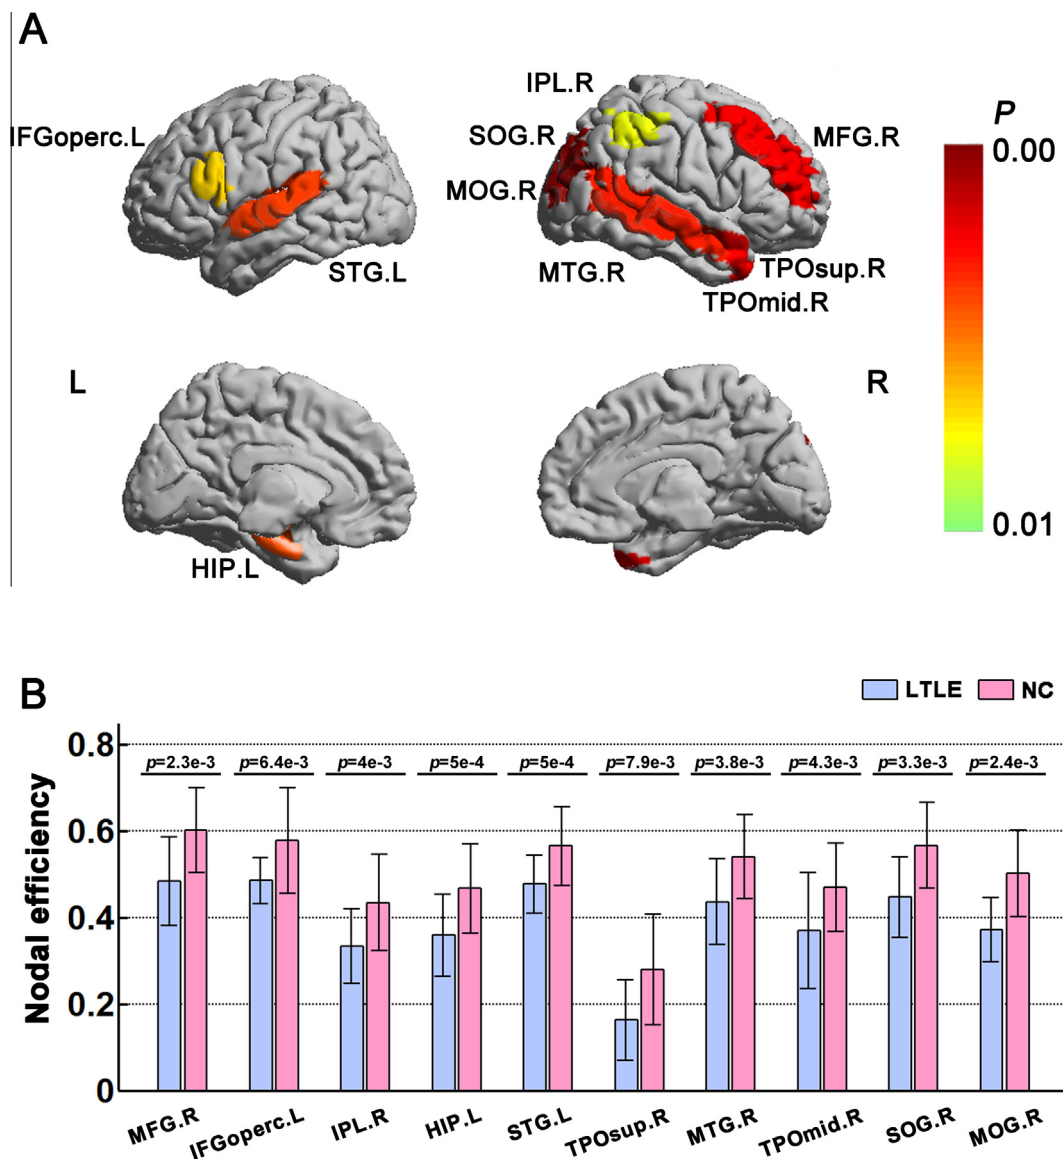 A
IPL.R
P
IFGoperc.L
SOG.R
MFG.R
0.00
MOG.R
STG.L
MTG.R
TPOsup.R
TPOmid.R
L
R
0.01
HIP.L
B
LTLE NC
Nodal efficiency
0.8
p=2.3e-3 p=6.4e-3 p=4e-3 p=5e-4 p=5e-4 p=7.9e-3 p=3.8e-3 p=4.3e-3 p=3.3e-3 p=2.4e-3
0.6
0.4
0.2
0
MFG.R IFGoperc.L IPL.R HIP.L STG.L TPOsup.R MTG.R TPOmid.R SOG.R MOG.R